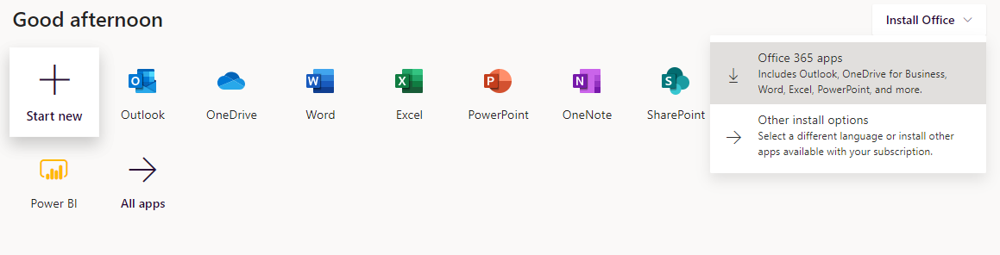 Good afternoon
Install Office
Start new
Outlook
OneDrive
Word
Excel
PowerPoint
OneNote
SharePoint
Office 365 apps
Includes Outlook, OneDrive for Business,
Word, Excel, PowerPoint, and more.
Other install options
Select a different language or install other
apps available with your subscription.
Power BI
All apps